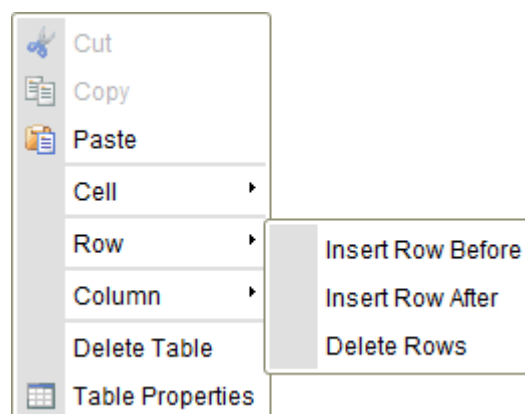 Cut
Copy
Paste
Cell
Row
Column
Delete Table
Table Properties
Insert Row Before
Insert Row After
Delete Rows